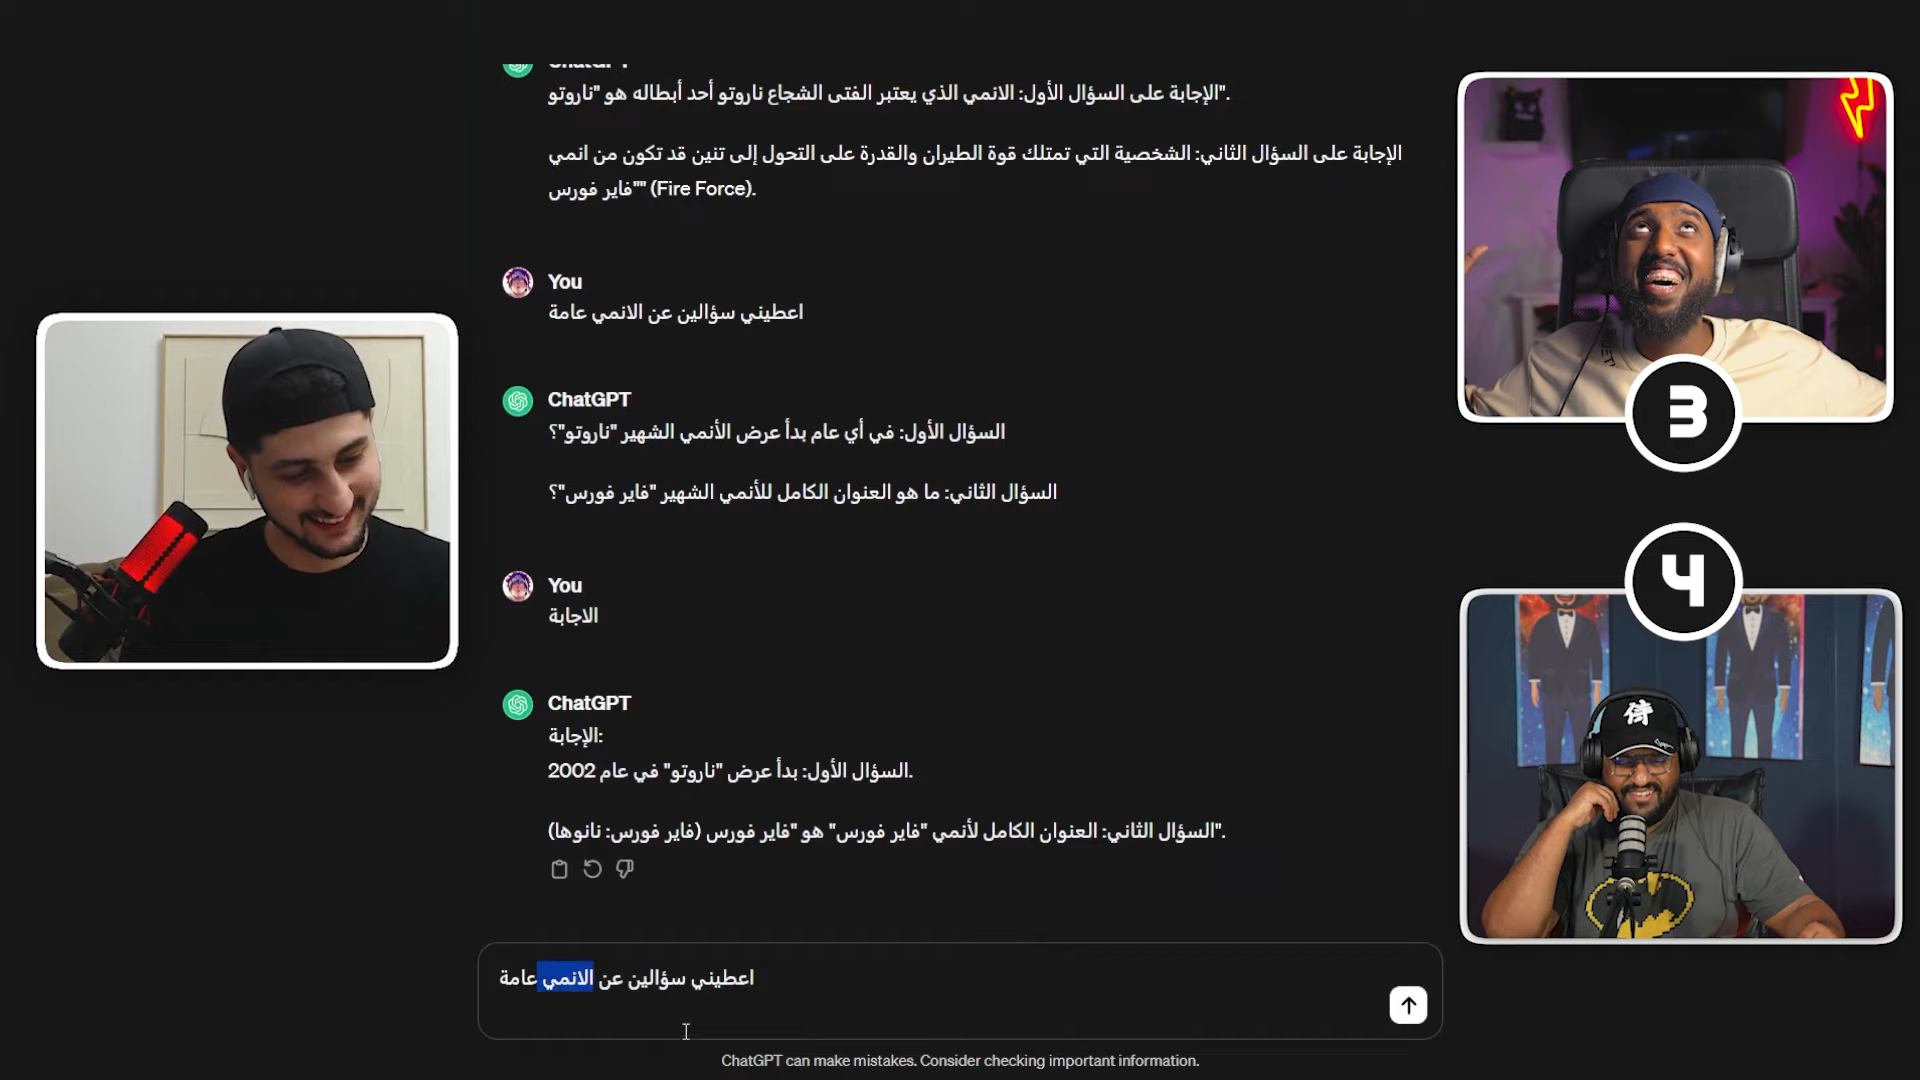 ChatGPT
الإجابة على السؤال الأول: الانمي الذي يعتبر الفتى الشجاع ناروتو أحد أبطاله هو "ناروتو".
الإجابة على السؤال الثاني: الشخصية التي تمتلك قوة الطيران والقدرة على التحول إلى تنين قد تكون من انمي
"فاير فورس" (Fire Force).
You
اعطيني سؤالين عن الانمي عامة
ChatGPT
السؤال الأول: في أي عام بدأ عرض الأنمي الشهير "ناروتو"؟
السؤال الثاني: ما هو العنوان الكامل للأنمي الشهير "فاير فورس"؟
You
الاجابة
ChatGPT
الإجابة:
السؤال الأول: بدأ عرض "ناروتو" في عام 2002.
السؤال الثاني: العنوان الكامل لأنمي "فاير فورس" هو "فاير فورس (فاير فورس: نانوها)".
اعطيني سؤالين عن الانمي عامة
ChatGPT can make mistakes. Consider checking important information.
3
4
侍